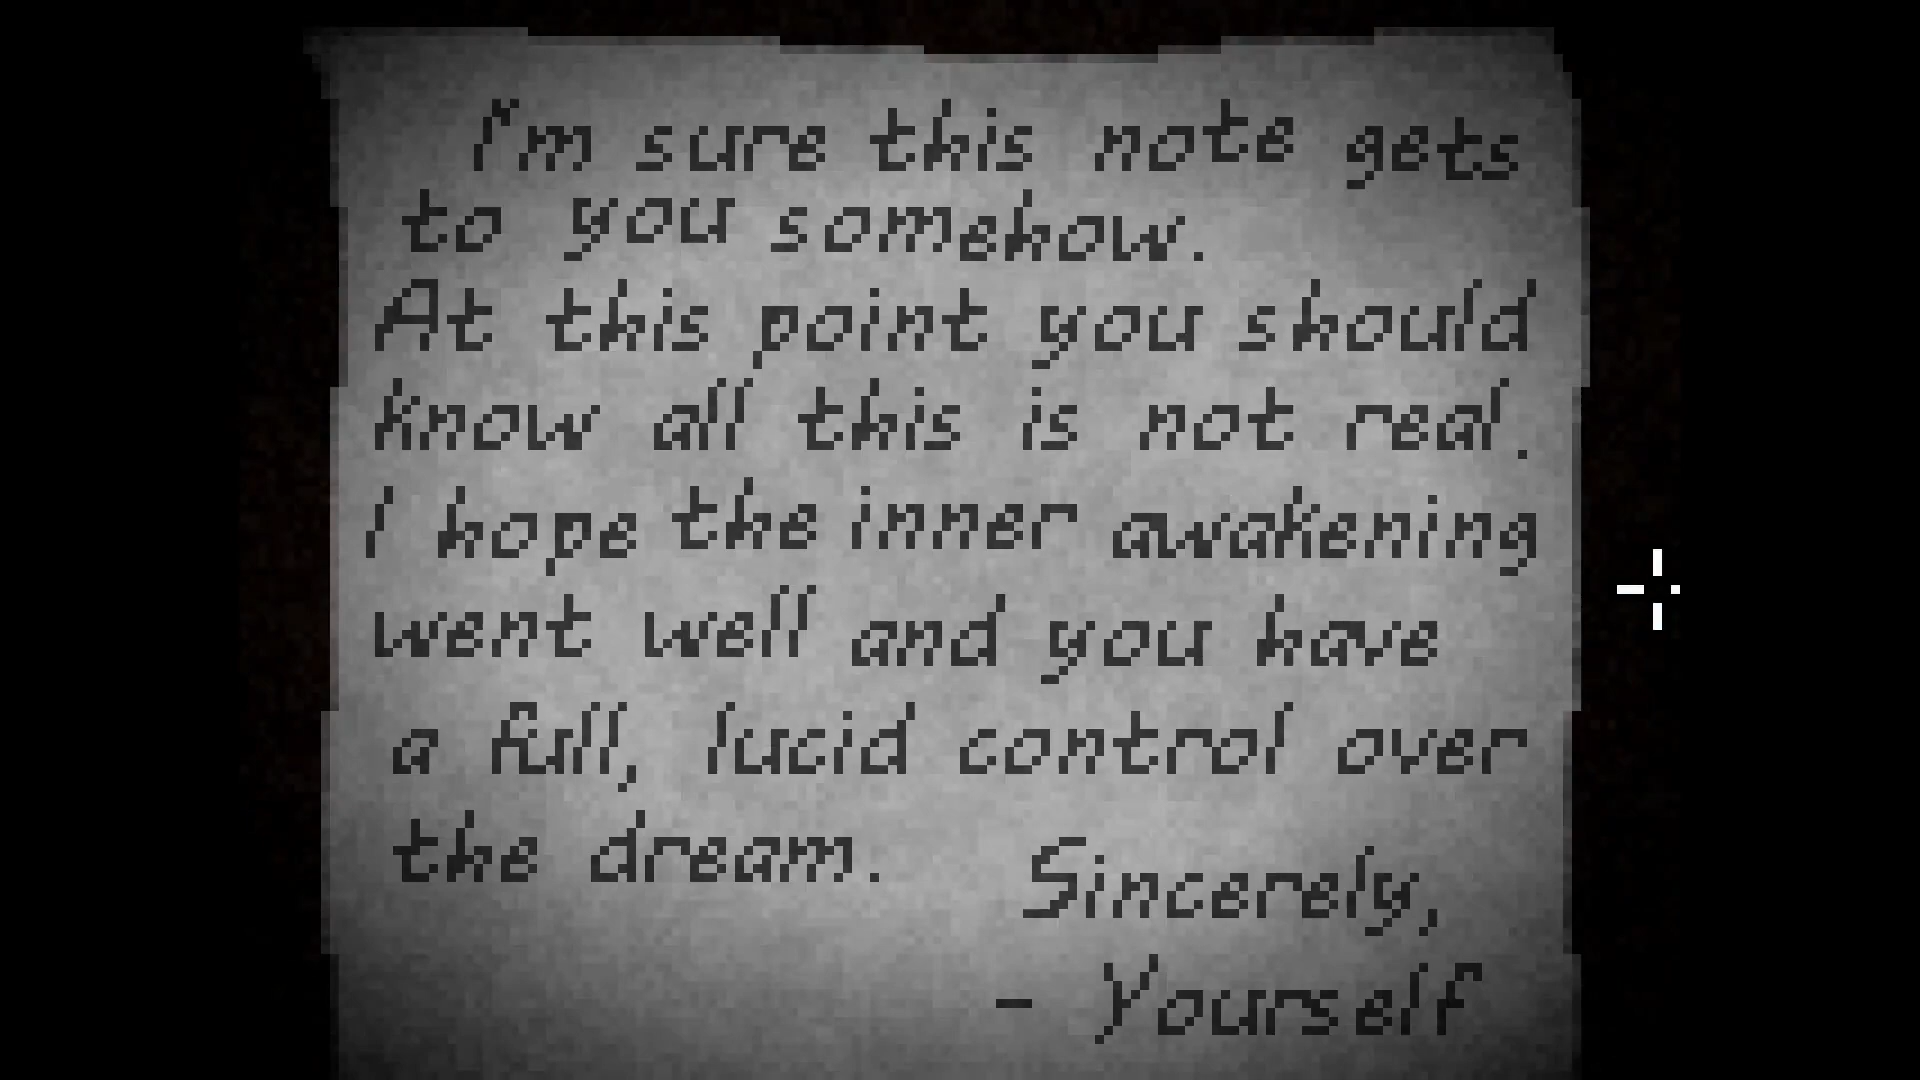 I'm sure this note gets
to you somehow.
At this point you should
know all this is not real.
I hope the inner awakening
went well and you have
a full, lucid control over
the dream.
Sincerely,
- Yourself